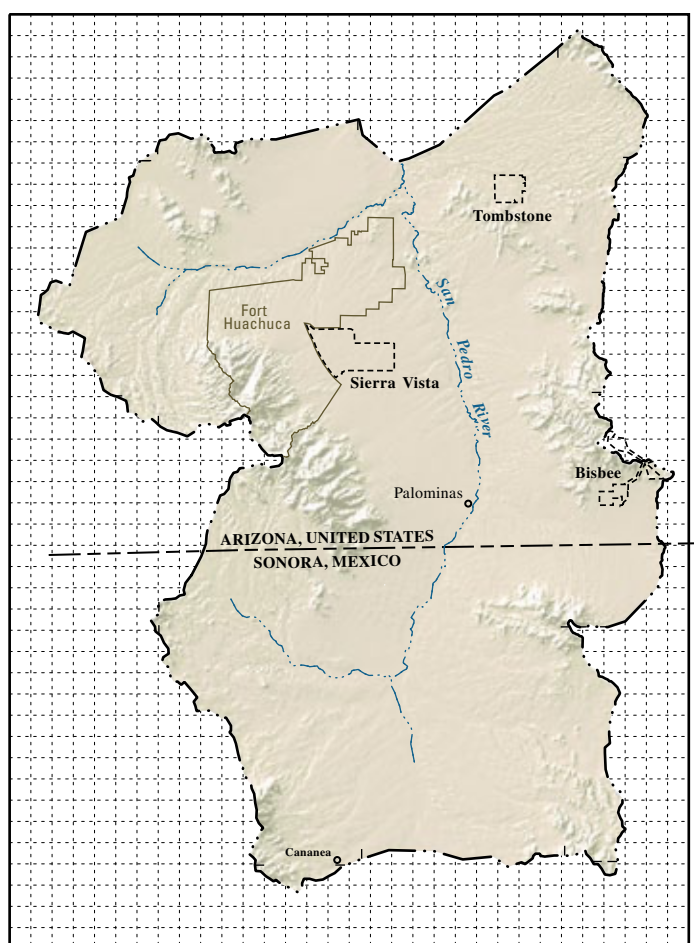 Tombstone
San
Fort
Huachuca
Pedro
Sierra Vista
River
Bisbee
Palominas
ARIZONA, UNITED STATES
SONORA, MEXICO
Cananea